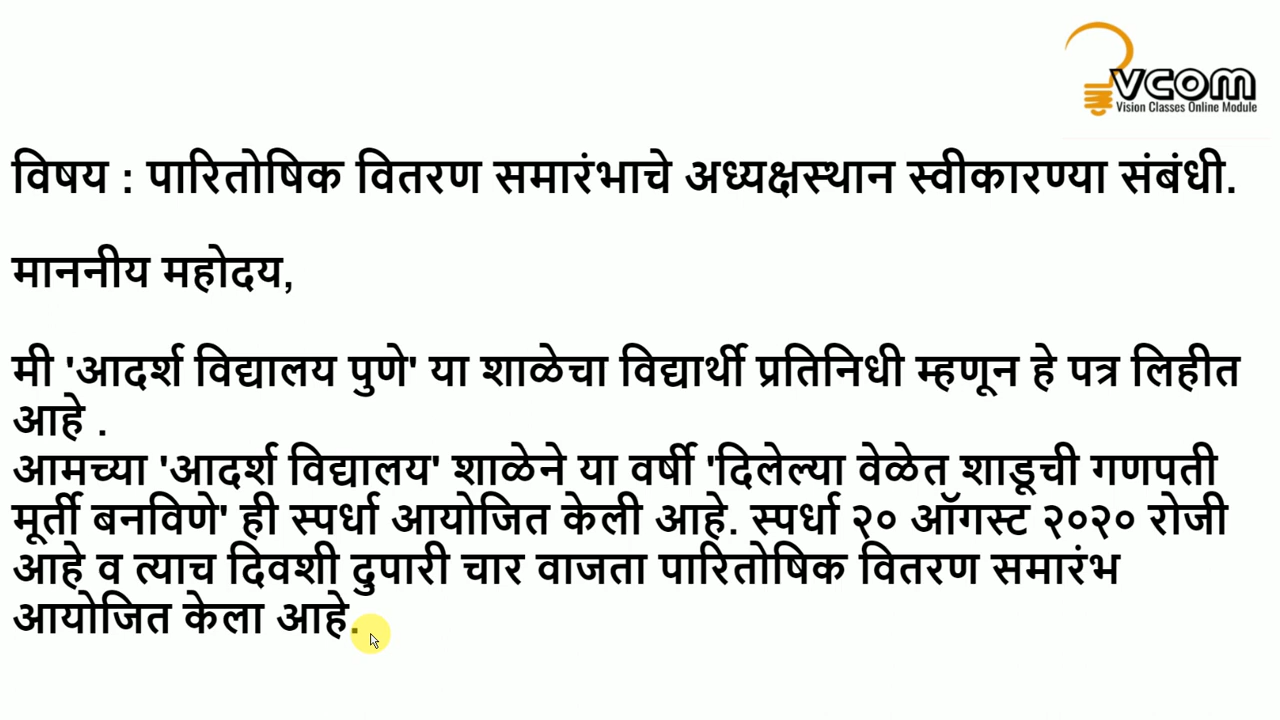 vcom
Vision Classes Online Module
विषय : पारितोषिक वितरण समारंभाचे अध्यक्षस्थान स्वीकारण्या संबंधी.
माननीय महोदय,
मी 'आदर्श विद्यालय पुणे' या शाळेचा विद्यार्थी प्रतिनिधी म्हणून हे पत्र लिहीत
आहे .
आमच्या 'आदर्श विद्यालय' शाळेने या वर्षी 'दिलेल्या वेळेत शाडूची गणपती
मूर्ती बनविणे' ही स्पर्धा आयोजित केली आहे. स्पर्धा २० ऑगस्ट २०२० रोजी
आहे व त्याच दिवशी दुपारी चार वाजता पारितोषिक वितरण समारंभ
आयोजित केला आहे.